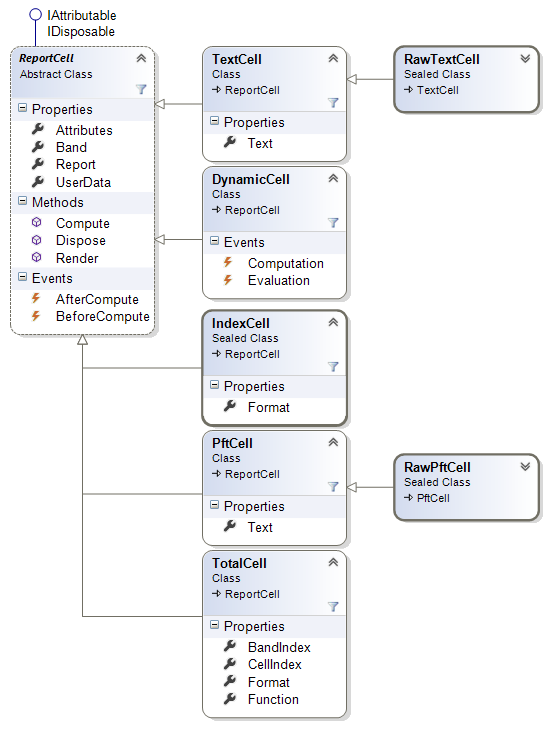 IAttributable
IDisposable
ReportCell
Abstract Class
Properties
Attributes
Band
Report
UserData
Methods
Compute
Dispose
Render
Events
AfterCompute
BeforeCompute
TextCell
Class
ReportCell
Properties
Text
RawTextCell
Sealed Class
TextCell
DynamicCell
Class
ReportCell
Events
Computation
Evaluation
IndexCell
Sealed Class
ReportCell
Properties
Format
PftCell
Class
ReportCell
Properties
Text
RawPftCell
Sealed Class
PftCell
TotalCell
Class
ReportCell
Properties
BandIndex
CellIndex
Format
Function